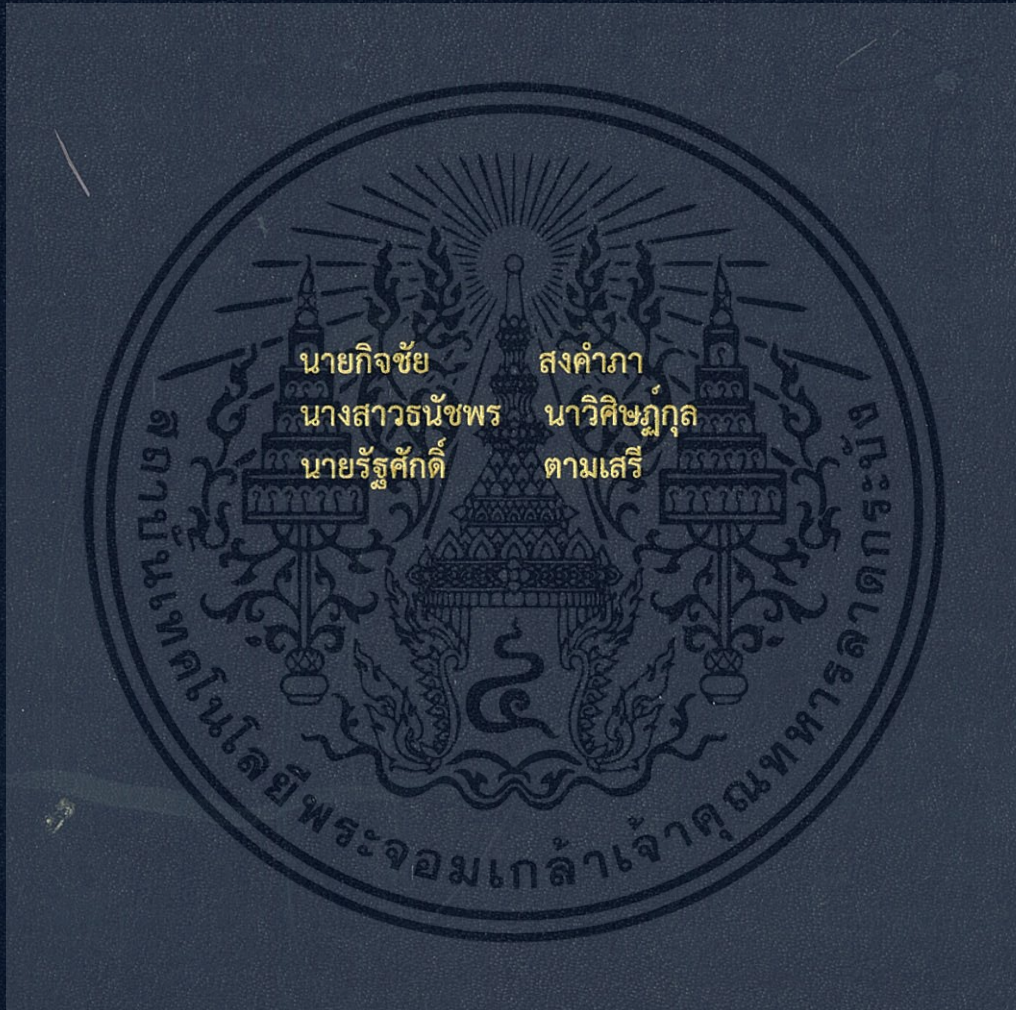 นายกิจชัย สงคำภา
นางสาวธนัชพร นาวิศิษฏ์กุล
นายรัฐศักดิ์ ตามเสรี
สถาบันเทคโนโลยีพระจอมเกล้าเจ้าคุณทหารลาดกระบัง
๔